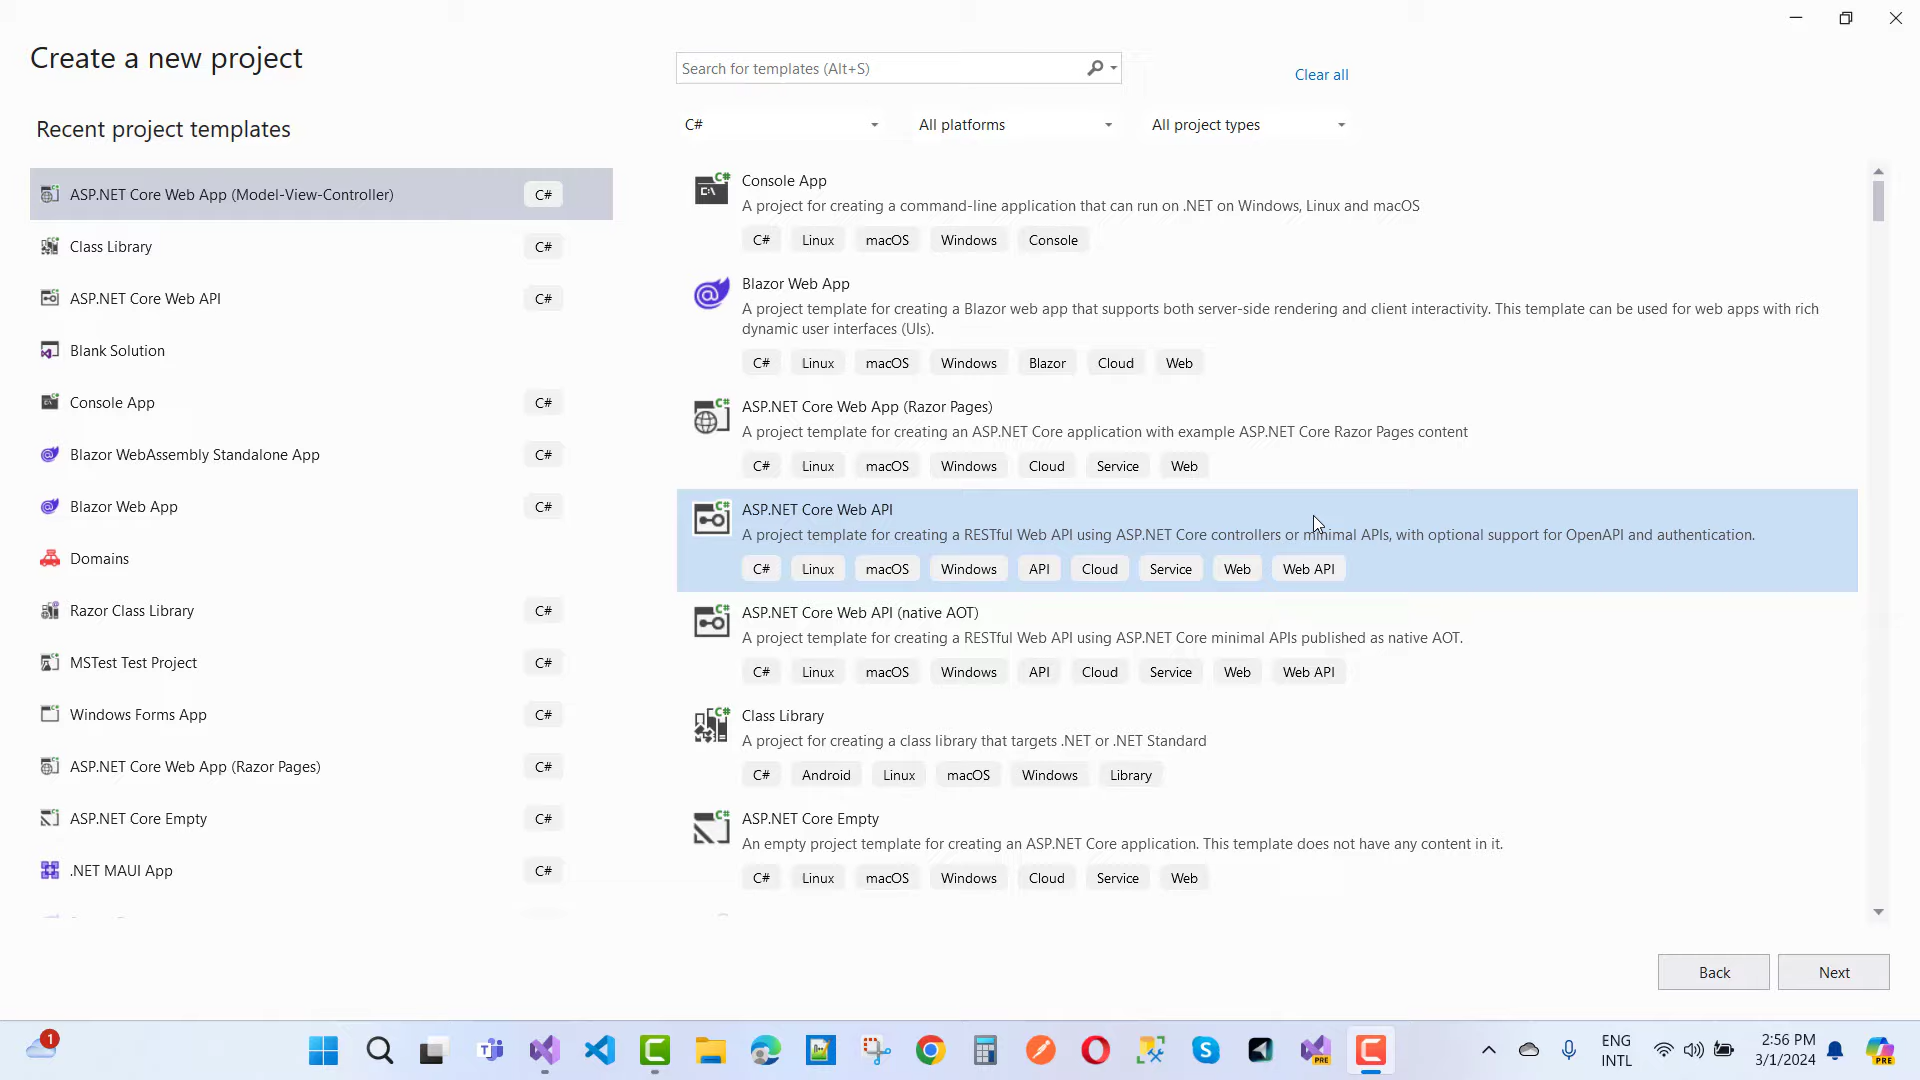 Create a new project
Search for templates (Alt+S)
Clear all
Recent project templates
C#
All platforms
All project types
ASP.NET Core Web App (Model-View-Controller)
C#
Class Library
C#
ASP.NET Core Web API
C#
Blank Solution
Console App
C#
Blazor WebAssembly Standalone App
C#
Blazor Web App
C#
Domains
Razor Class Library
C#
MSTest Test Project
C#
Windows Forms App
C#
ASP.NET Core Web App (Razor Pages)
C#
ASP.NET Core Empty
C#
.NET MAUI App
C#
Console App
A project for creating a command-line application that can run on .NET on Windows, Linux and macOS
C# Linux macOS Windows Console
Blazor Web App
A project template for creating a Blazor web app that supports both server-side rendering and client interactivity. This template can be used for web apps with rich
dynamic user interfaces (UIs).
C# Linux macOS Windows Blazor Cloud Web
ASP.NET Core Web App (Razor Pages)
A project template for creating an ASP.NET Core application with example ASP.NET Core Razor Pages content
C# Linux macOS Windows Cloud Service Web
ASP.NET Core Web API
A project template for creating a RESTful Web API using ASP.NET Core controllers or minimal APIs, with optional support for OpenAPI and authentication.
C# Linux macOS Windows API Cloud Service Web Web API
ASP.NET Core Web API (native AOT)
A project template for creating a RESTful Web API using ASP.NET Core minimal APIs published as native AOT.
C# Linux macOS Windows API Cloud Service Web Web API
Class Library
A project for creating a class library that targets .NET or .NET Standard
C# Android Linux macOS Windows Library
ASP.NET Core Empty
An empty project template for creating an ASP.NET Core application. This template does not have any content in it.
C# Linux macOS Windows Cloud Service Web
Back
Next
1
PRE
ENG
INTL
2:56 PM
3/1/2024
PRE